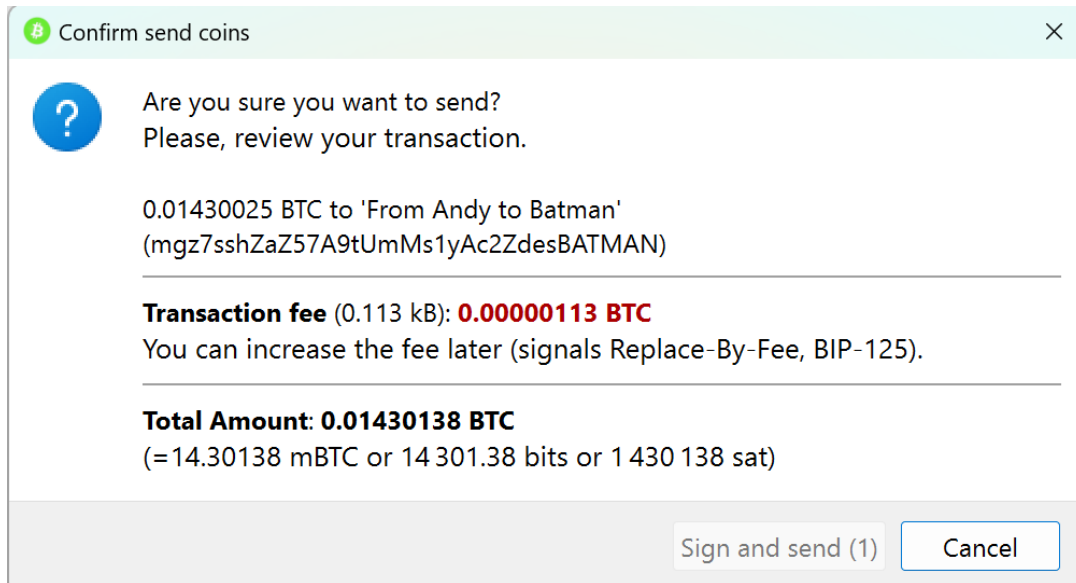 Confirm send coins
Are you sure you want to send?
Please, review your transaction.
0.01430025 BTC to 'From Andy to Batman'
(mgz7sshZaZ57A9tUmMs1yAc2ZdesBATMAN)
Transaction fee (0.113 kB): 0.00000113 BTC
You can increase the fee later (signals Replace-By-Fee, BIP-125).
Total Amount: 0.01430138 BTC
(=14.30138 mBTC or 14 301.38 bits or 1 430 138 sat)
Sign and send (1) Cancel